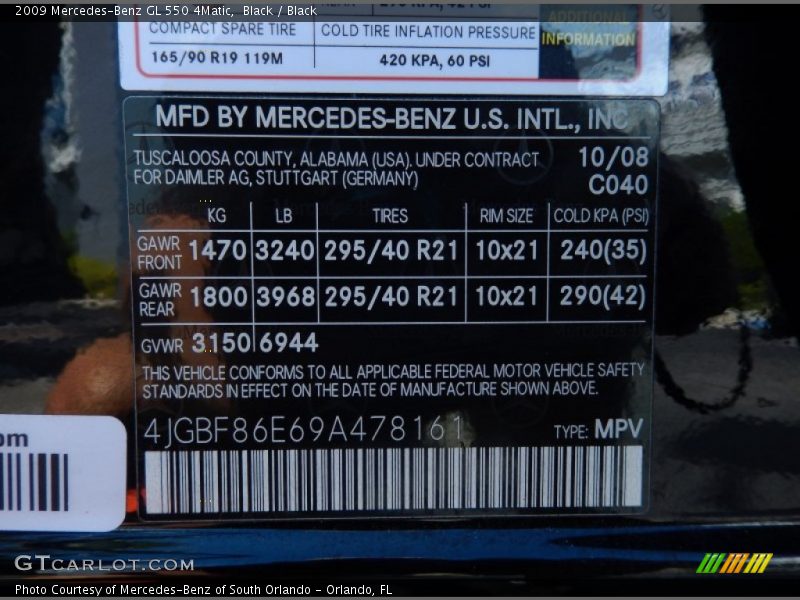 2009 Mercedes-Benz GL 550 4Matic, Black / Black
COMPACT SPARE TIRE COLD TIRE INFLATION PRESSURE ADDITIONAL INFORMATION
165/90 R19 119M 420 KPA, 60 PSI
MFD BY MERCEDES-BENZ U.S. INTL., INC
TUSCALOOSA COUNTY, ALABAMA (USA). UNDER CONTRACT 10/08
FOR DAIMLER AG, STUTTGART (GERMANY) C040
KG LB TIRES RIM SIZE COLD KPA (PSI)
GAWR FRONT 1470 3240 295/40 R21 10x21 240(35)
GAWR REAR 1800 3968 295/40 R21 10x21 290(42)
GVWR 3150 6944
THIS VEHICLE CONFORMS TO ALL APPLICABLE FEDERAL MOTOR VEHICLE SAFETY
STANDARDS IN EFFECT ON THE DATE OF MANUFACTURE SHOWN ABOVE.
4JGBF86E69A478161 TYPE: MPV
GTCARLOT.COM
Photo Courtesy of Mercedes-Benz of South Orlando - Orlando, FL